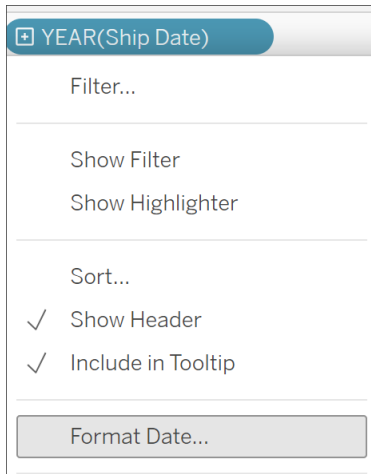 YEAR(Ship Date)
Filter...
Show Filter
Show Highlighter
Sort...
Show Header
Include in Tooltip
Format Date...